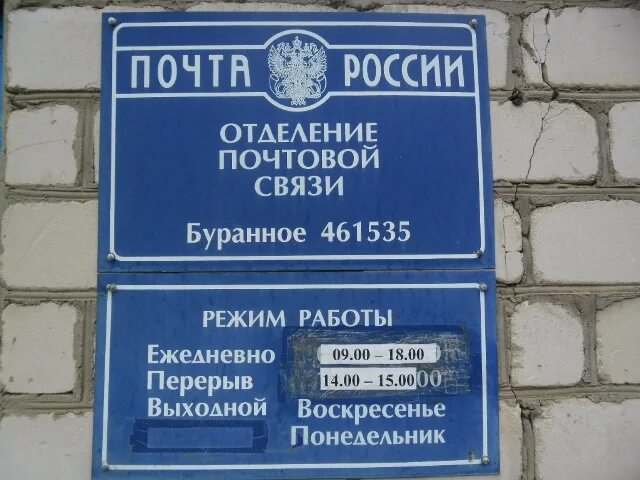 ПОЧТА РОССИИ
ОТДЕЛЕНИЕ
ПОЧТОВОЙ
СВЯЗИ
Буранное 461535
РЕЖИМ РАБОТЫ
Ежедневно 09.00 – 18.00
Перерыв 14.00 – 15.00 00
Выходной Воскресенье
Понедельник